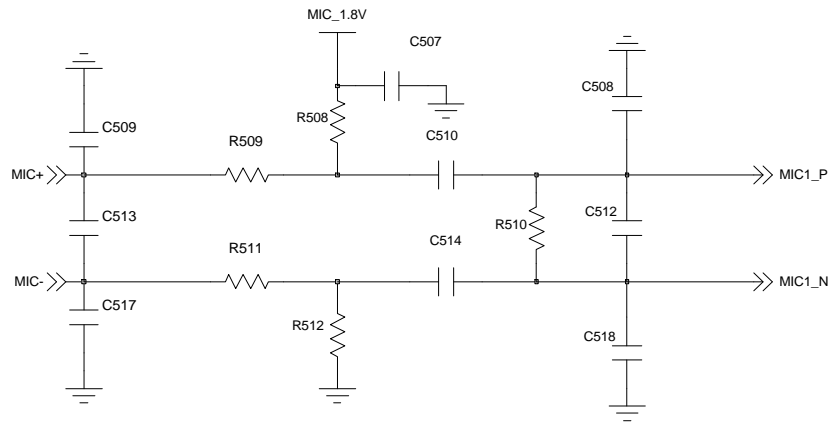 MIC_1.8V
C507
C508
R508
C509
R509
C510
MIC+
MIC1_P
C513
R510
C512
R511
C514
MIC-
MIC1_N
C517
R512
C518